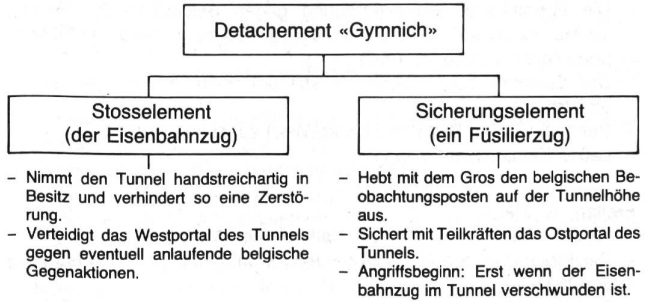 Detachement «Gymnich»
Stosselement
(der Eisenbahnzug)
– Nimmt den Tunnel handstreichartig in
Besitz und verhindert so eine Zerstö-
rung.
– Verteidigt das Westportal des Tunnels
gegen eventuell anlaufende belgische
Gegenaktionen.
Sicherungselement
(ein Füsilierzug)
– Hebt mit dem Gros den belgischen Be-
obachtungsposten auf der Tunnelhöhe
aus.
– Sichert mit Teilkräften das Ostportal des
Tunnels.
– Angriffsbeginn: Erst wenn der Eisen-
bahnzug im Tunnel verschwunden ist.